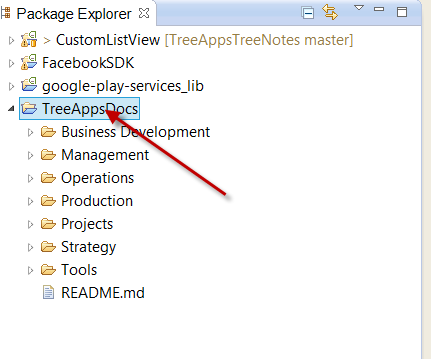 Package Explorer
> CustomListView [TreeAppsTreeNotes master]
FacebookSDK
google-play-services_lib
TreeAppsDocs
Business Development
Management
Operations
Production
Projects
Strategy
Tools
README.md